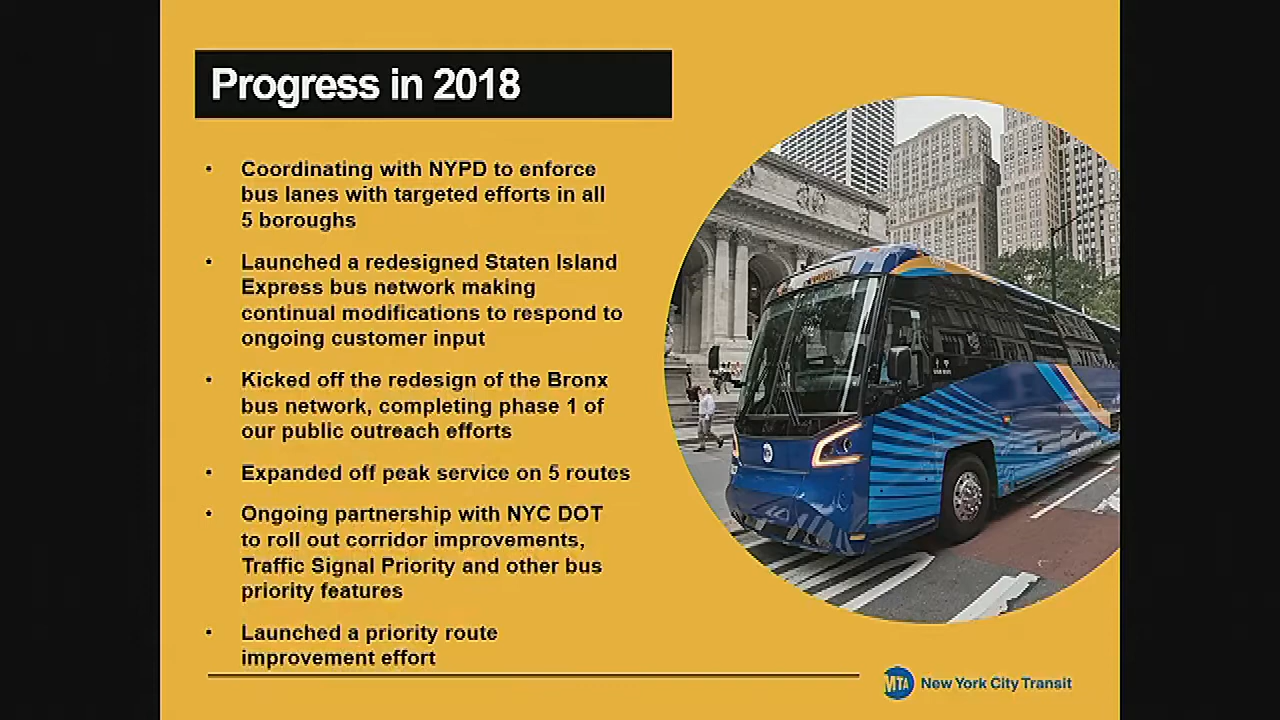 Progress in 2018
• Coordinating with NYPD to enforce
bus lanes with targeted efforts in all
5 boroughs
• Launched a redesigned Staten Island
Express bus network making
continual modifications to respond to
ongoing customer input
• Kicked off the redesign of the Bronx
bus network, completing phase 1 of
our public outreach efforts
• Expanded off peak service on 5 routes
• Ongoing partnership with NYC DOT
to roll out corridor improvements,
Traffic Signal Priority and other bus
priority features
• Launched a priority route
improvement effort
MTA New York City Transit